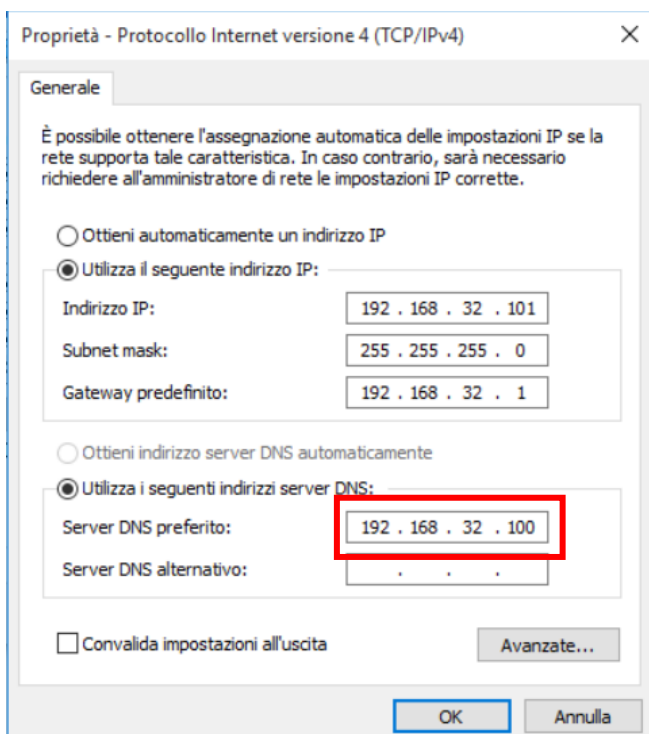 Proprietà - Protocollo Internet versione 4 (TCP/IPv4)
Generale
È possibile ottenere l'assegnazione automatica delle impostazioni IP se la
rete supporta tale caratteristica. In caso contrario, sarà necessario
richiedere all'amministratore di rete le impostazioni IP corrette.
Ottieni automaticamente un indirizzo IP
Utilizza il seguente indirizzo IP:
Indirizzo IP: 192 . 168 . 32 . 101
Subnet mask: 255 . 255 . 255 . 0
Gateway predefinito: 192 . 168 . 32 . 1
Ottieni indirizzo server DNS automaticamente
Utilizza i seguenti indirizzi server DNS:
Server DNS preferito: 192 . 168 . 32 . 100
Server DNS alternativo: . . .
Convalida impostazioni all'uscita Avanzate...
OK Annulla